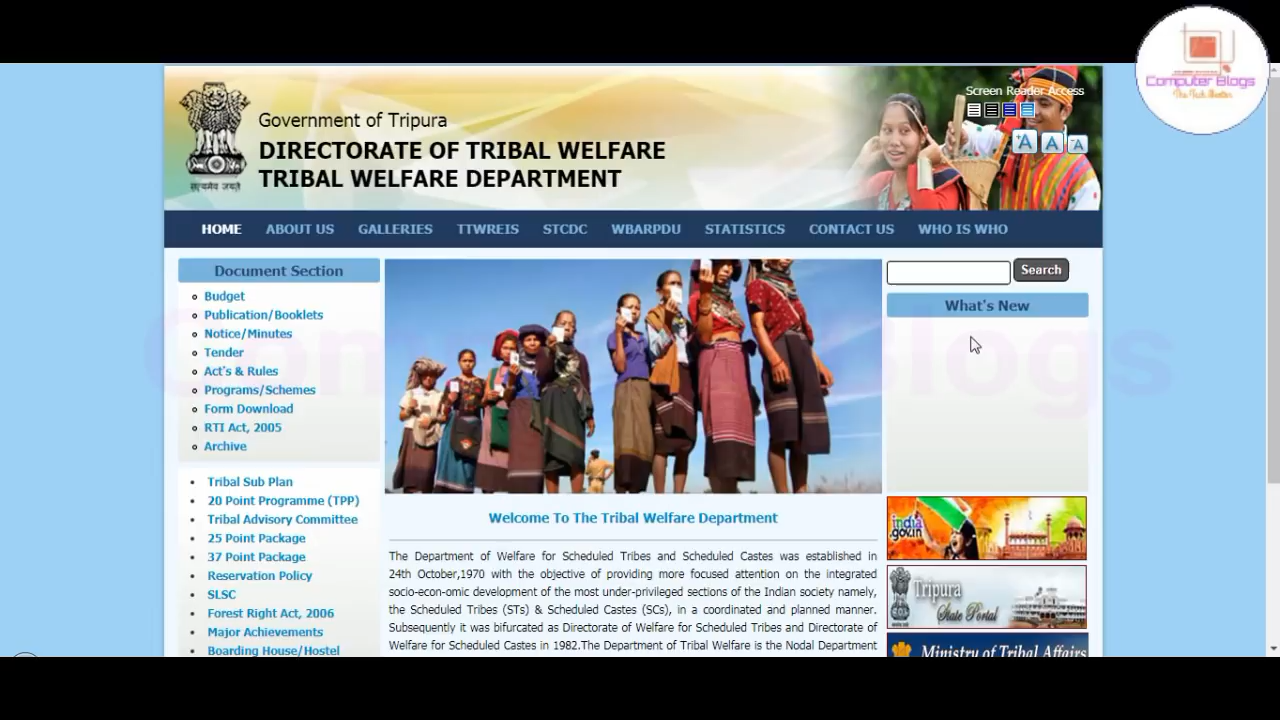 Computer Blogs
Screen Reader Access
Government of Tripura
DIRECTORATE OF TRIBAL WELFARE
TRIBAL WELFARE DEPARTMENT
सत्यमेव जयते
+A A -A
HOME ABOUT US GALLERIES TTWREIS STCDC WBARPDU STATISTICS CONTACT US WHO IS WHO
Document Section
Budget
Publication/Booklets
Notice/Minutes
Tender
Act's & Rules
Programs/Schemes
Form Download
RTI Act, 2005
Archive
Tribal Sub Plan
20 Point Programme (TPP)
Tribal Advisory Committee
25 Point Package
37 Point Package
Reservation Policy
SLSC
Forest Right Act, 2006
Major Achievements
Boarding House/Hostel
Welcome To The Tribal Welfare Department
The Department of Welfare for Scheduled Tribes and Scheduled Castes was established in
24th October,1970 with the objective of providing more focused attention on the integrated
socio-econ-omic development of the most under-privileged sections of the Indian society namely,
the Scheduled Tribes (STs) & Scheduled Castes (SCs), in a coordinated and planned manner.
Subsequently it was bifurcated as Directorate of Welfare for Scheduled Tribes and Directorate of
Welfare for Scheduled Castes in 1982.The Department of Tribal Welfare is the Nodal Department
Search
What's New
india.gov.in
Tripura
State Portal
Ministry of Tribal Affairs